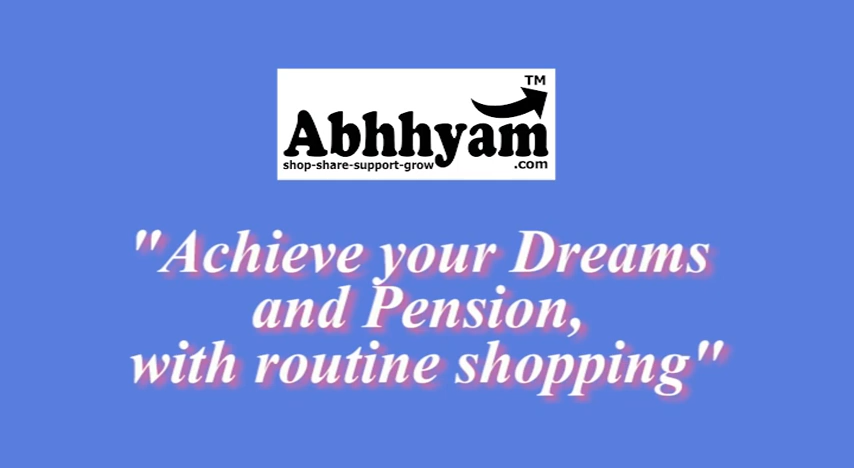 TM
Abhhyam
shop-share-support-grow .com
"Achieve your Dreams
and Pension,
with routine shopping"